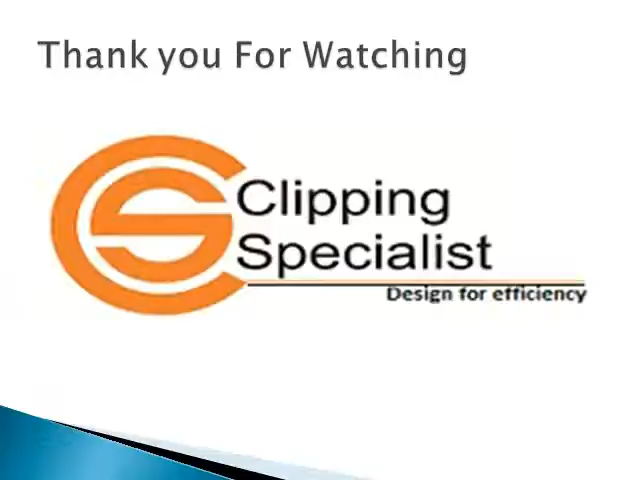 Thank you For Watching
Clipping
Specialist
Design for efficiency